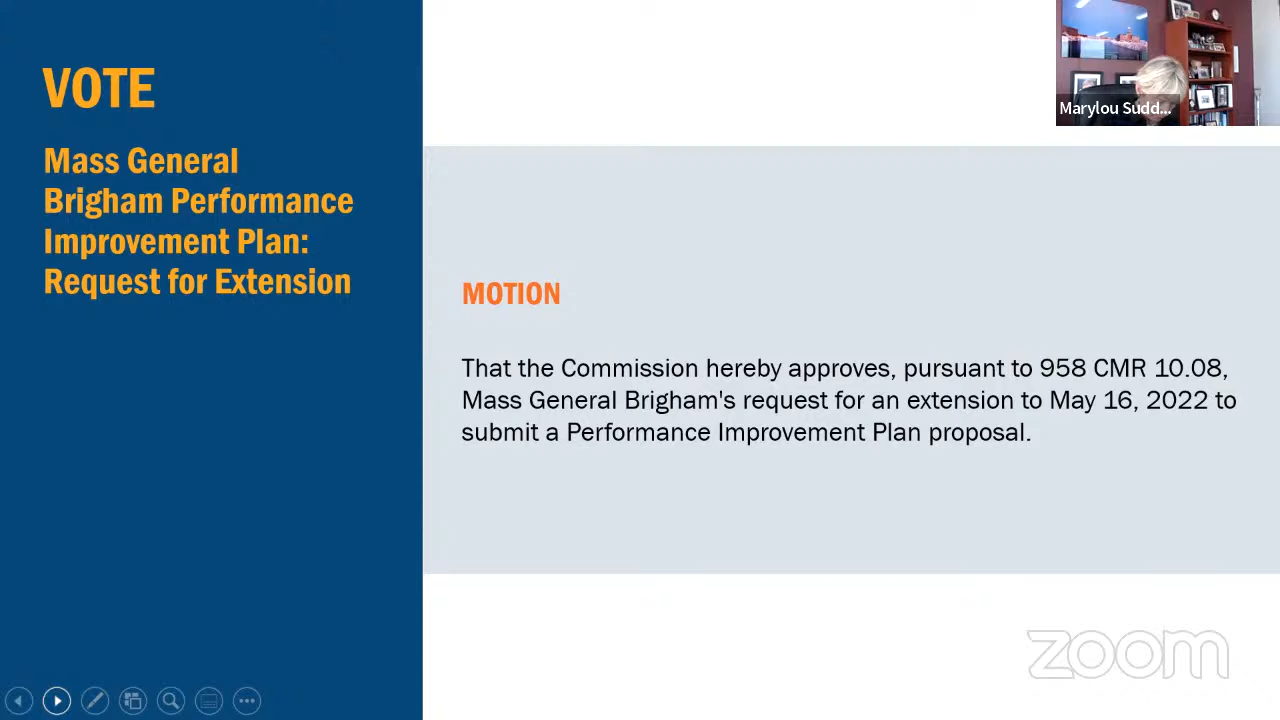 VOTE
Mass General
Brigham Performance
Improvement Plan:
Request for Extension
Marylou Sudd...
MOTION
That the Commission hereby approves, pursuant to 958 CMR 10.08,
Mass General Brigham's request for an extension to May 16, 2022 to
submit a Performance Improvement Plan proposal.
zoom